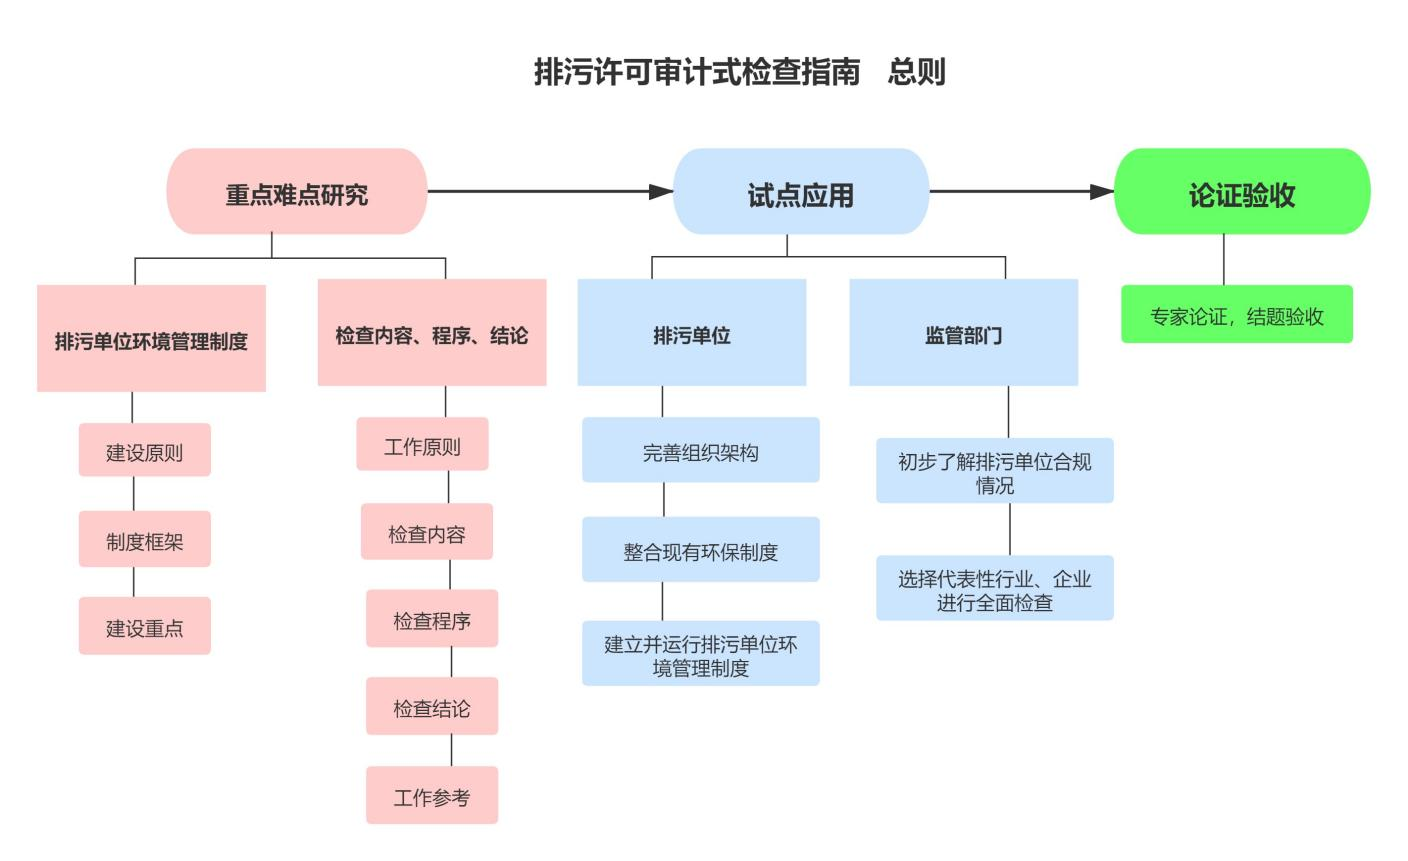 排污许可审计式检查指南 总则
重点难点研究
试点应用
论证验收
排污单位环境管理制度
检查内容、程序、结论
排污单位
监管部门
专家论证，结题验收
建设原则
制度框架
建设重点
工作原则
检查内容
检查程序
检查结论
工作参考
完善组织架构
整合现有环保制度
建立并运行排污单位环
境管理制度
初步了解排污单位合规
情况
选择代表性行业、企业
进行全面检查